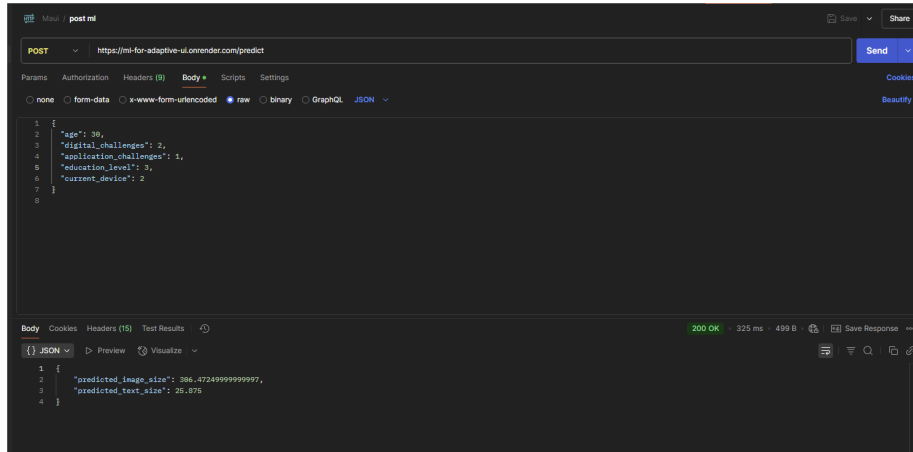 HTTP Maui / post ml Save Share
POST https://ml-for-adaptive-ui.onrender.com/predict Send
Params Authorization Headers (9) Body Scripts Settings Cookies
none form-data x-www-form-urlencoded raw binary GraphQL JSON Beautify
1 {
2 "age": 30,
3 "digital_challenges": 2,
4 "application_challenges": 1,
5 "education_level": 3,
6 "current_device": 2
7 }
8
Body Cookies Headers (15) Test Results 200 OK 325 ms 499 B Save Response
{} JSON Preview Visualize
1 {
2 "predicted_image_size": 306.47249999999997,
3 "predicted_text_size": 25.875
4 }